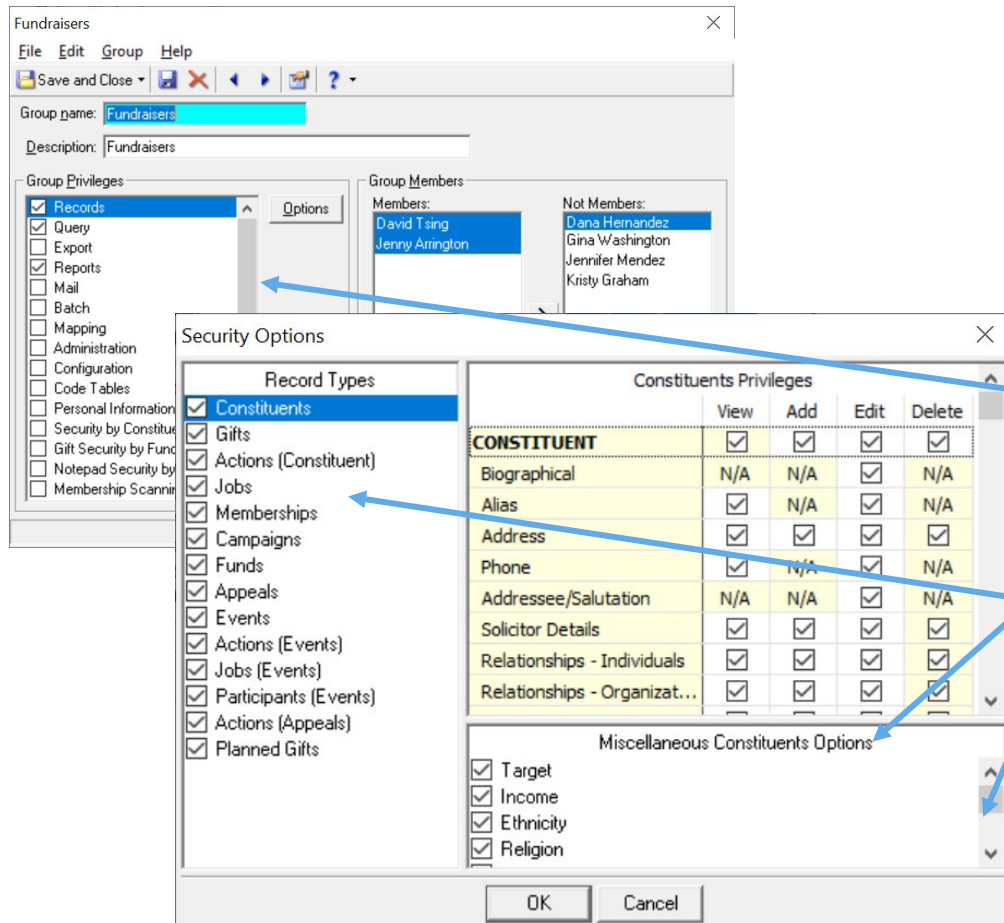 Fundraisers
File Edit Group Help
Save and Close ?
Group name: Fundraisers
Description: Fundraisers
Group Privileges
Records
Query
Export
Reports
Mail
Batch
Mapping
Administration
Configuration
Code Tables
Personal Information
Security by Constitue
Gift Security by Fund
Notepad Security by
Membership Scannin
Options
Group Members
Members:
David Tsing
Jenny Arrington
Not Members:
Dana Hernandez
Gina Washington
Jennifer Mendez
Kristy Graham
Security Options
Record Types
Constituents
Gifts
Actions (Constituent)
Jobs
Memberships
Campaigns
Funds
Appeals
Events
Actions (Events)
Jobs (Events)
Participants (Events)
Actions (Appeals)
Planned Gifts
Constituents Privileges
View Add Edit Delete
CONSTITUENT
Biographical N/A N/A N/A
Alias N/A N/A
Address
Phone N/A N/A
Addressee/Salutation N/A N/A N/A
Solicitor Details
Relationships - Individuals
Relationships - Organizat...
Miscellaneous Constituents Options
Target
Income
Ethnicity
Religion
OK Cancel